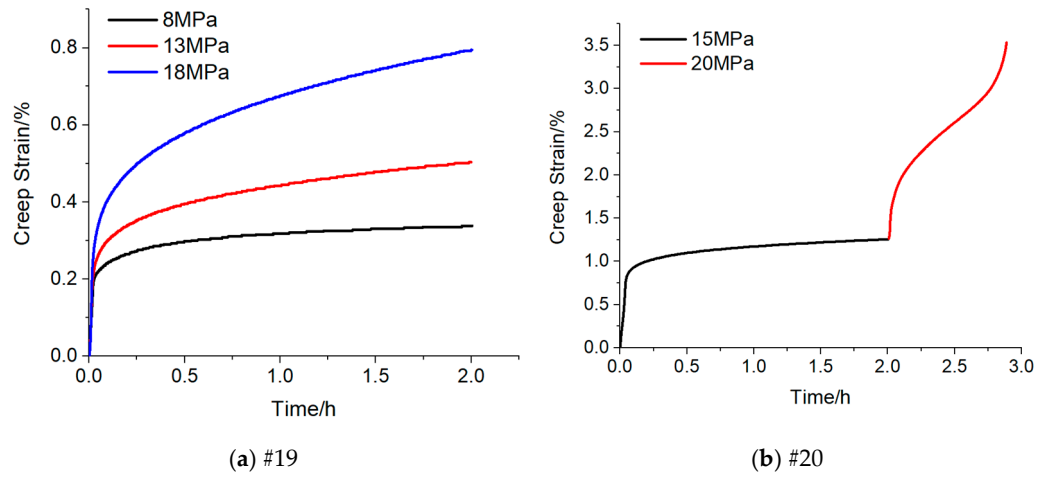 8MPa
13MPa
18MPa
0.8
0.6
0.4
0.2
0.0
Creep Strain/%
0.0 0.5 1.0 1.5 2.0
Time/h
(a) #19
15MPa
20MPa
3.5
3.0
2.5
2.0
1.5
1.0
0.5
0.0
Creep Strain/%
0.0 0.5 1.0 1.5 2.0 2.5 3.0
Time/h
(b) #20